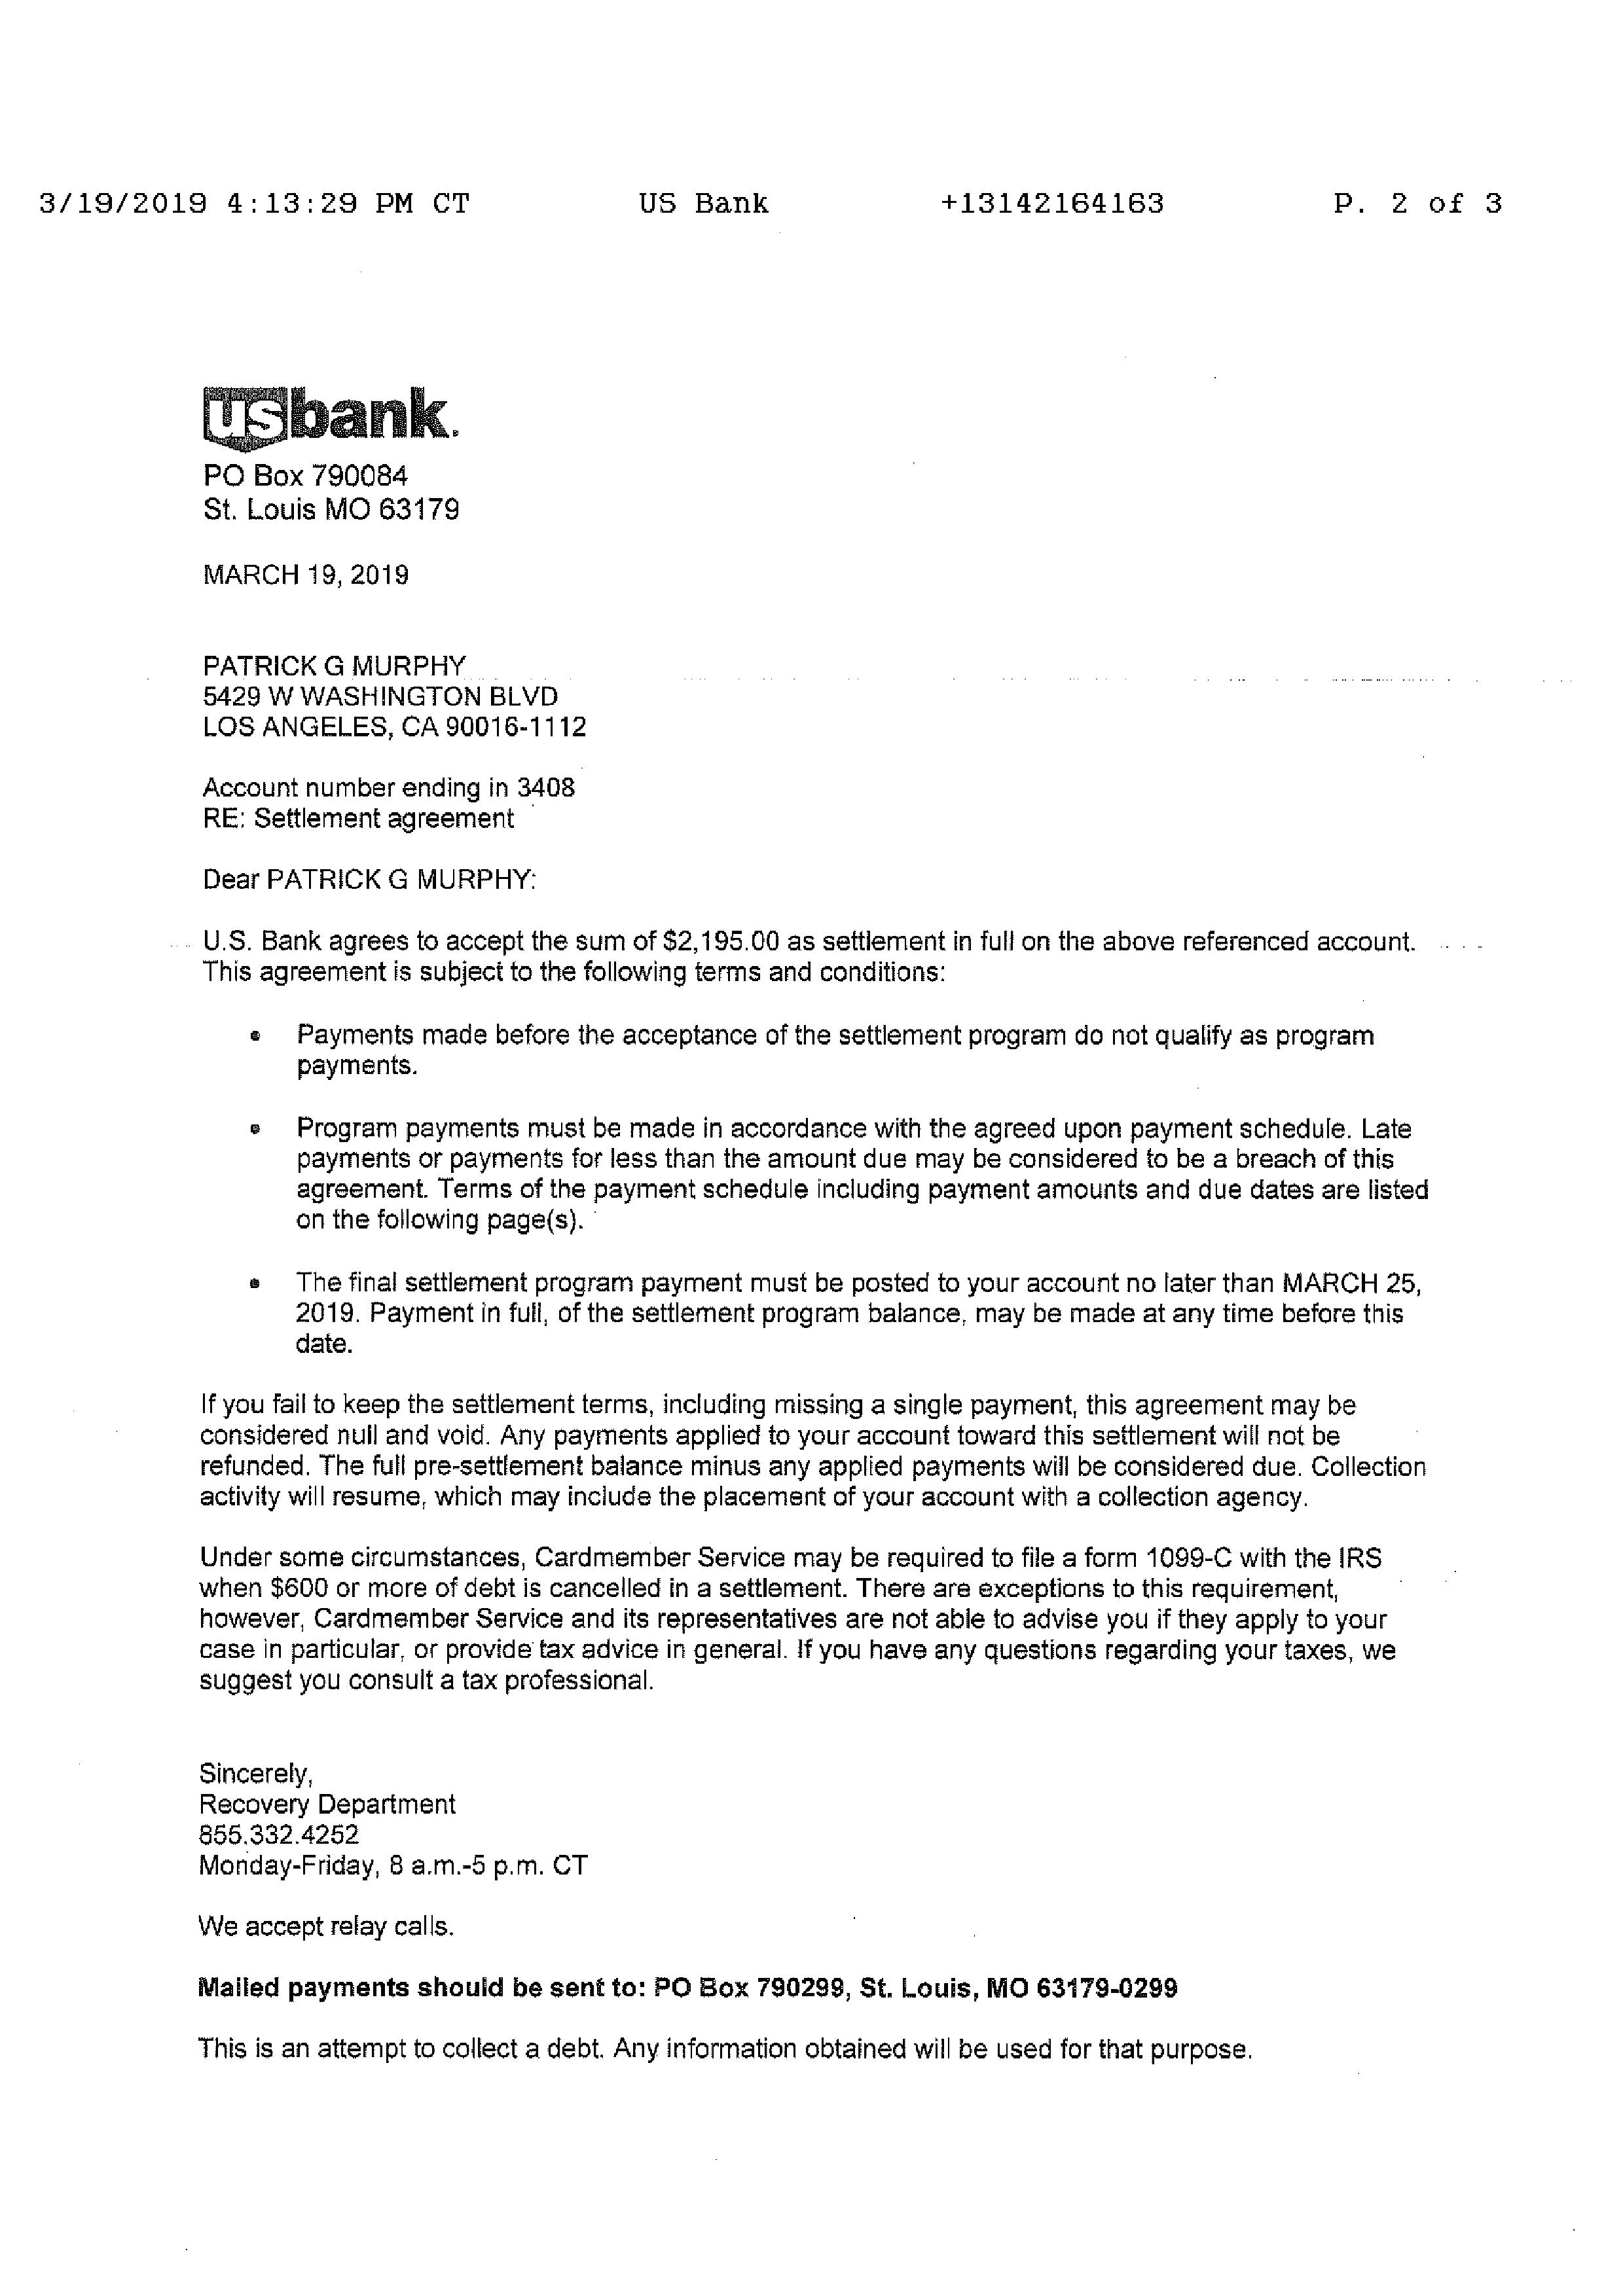 3/19/2019 4:13:29 PM CT US Bank +13142164163 P. 2 of 3
usbank.
PO Box 790084
St. Louis MO 63179
MARCH 19, 2019
PATRICK G MURPHY
5429 W WASHINGTON BLVD
LOS ANGELES, CA 90016-1112
Account number ending in 3408
RE: Settlement agreement
Dear PATRICK G MURPHY:
U.S. Bank agrees to accept the sum of $2,195.00 as settlement in full on the above referenced account.
This agreement is subject to the following terms and conditions:
• Payments made before the acceptance of the settlement program do not qualify as program
payments.
• Program payments must be made in accordance with the agreed upon payment schedule. Late
payments or payments for less than the amount due may be considered to be a breach of this
agreement. Terms of the payment schedule including payment amounts and due dates are listed
on the following page(s).
• The final settlement program payment must be posted to your account no later than MARCH 25,
2019. Payment in full, of the settlement program balance, may be made at any time before this
date.
If you fail to keep the settlement terms, including missing a single payment, this agreement may be
considered null and void. Any payments applied to your account toward this settlement will not be
refunded. The full pre-settlement balance minus any applied payments will be considered due. Collection
activity will resume, which may include the placement of your account with a collection agency.
Under some circumstances, Cardmember Service may be required to file a form 1099-C with the IRS
when $600 or more of debt is cancelled in a settlement. There are exceptions to this requirement,
however, Cardmember Service and its representatives are not able to advise you if they apply to your
case in particular, or provide tax advice in general. If you have any questions regarding your taxes, we
suggest you consult a tax professional.
Sincerely,
Recovery Department
855.332.4252
Monday-Friday, 8 a.m.-5 p.m. CT
We accept relay calls.
Mailed payments should be sent to: PO Box 790299, St. Louis, MO 63179-0299
This is an attempt to collect a debt. Any information obtained will be used for that purpose.